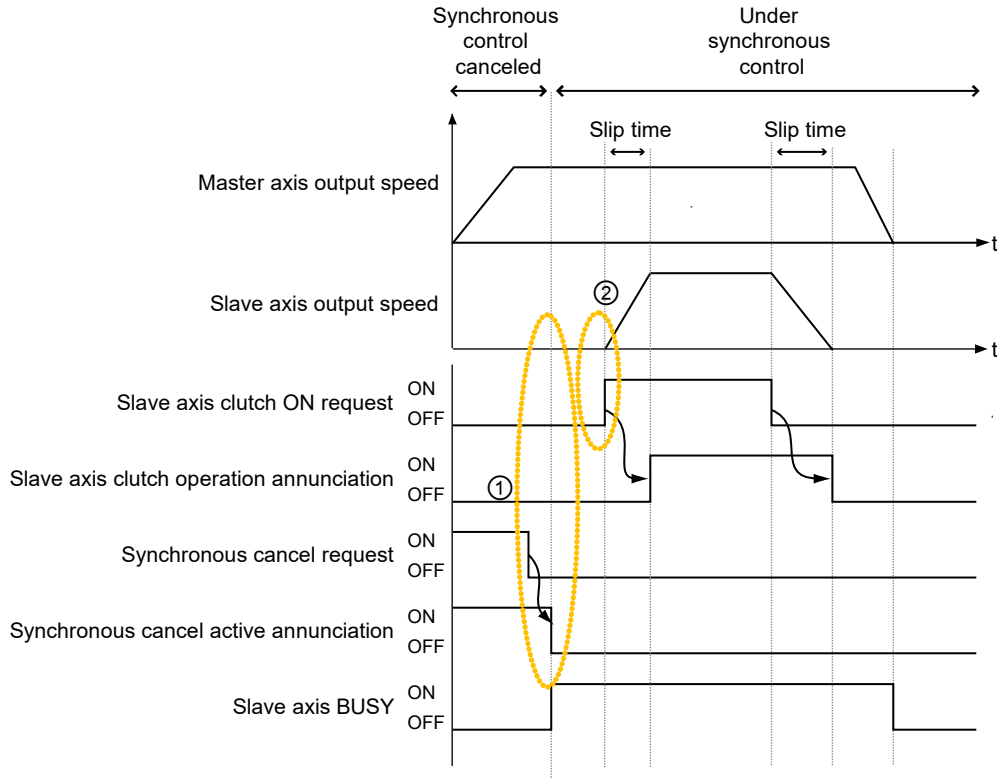 Synchronous
control
canceled
Under
synchronous
control
Slip time
Slip time
Master axis output speed
t
②
Slave axis output speed
t
ON
Slave axis clutch ON request
OFF
ON
Slave axis clutch operation annunciation
①
OFF
ON
Synchronous cancel request
OFF
ON
Synchronous cancel active annunciation
OFF
ON
Slave axis BUSY
OFF